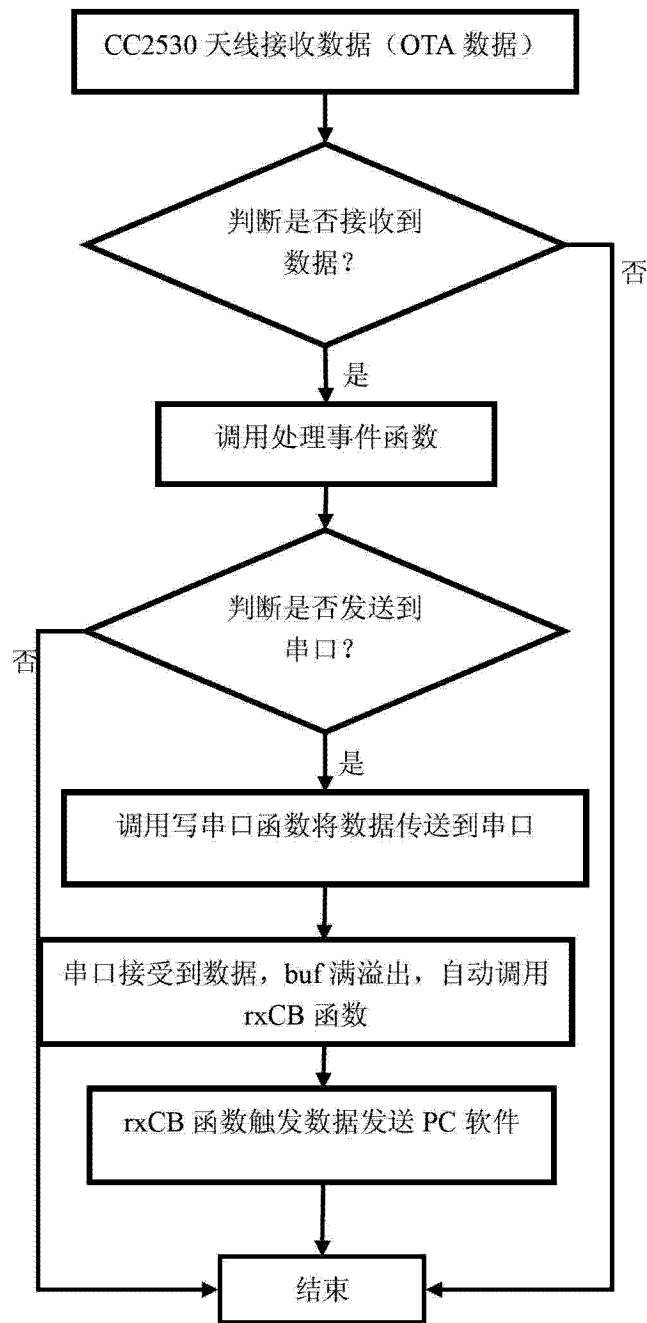 CC2530 天线接收数据（OTA 数据）
判断是否接收到
数据？
否
是
调用处理事件函数
判断是否发送到
串口？
否
是
调用写串口函数将数据传送到串口
串口接受到数据，buf 满溢出，自动调用
rxCB 函数
rxCB 函数触发数据发送 PC 软件
结束